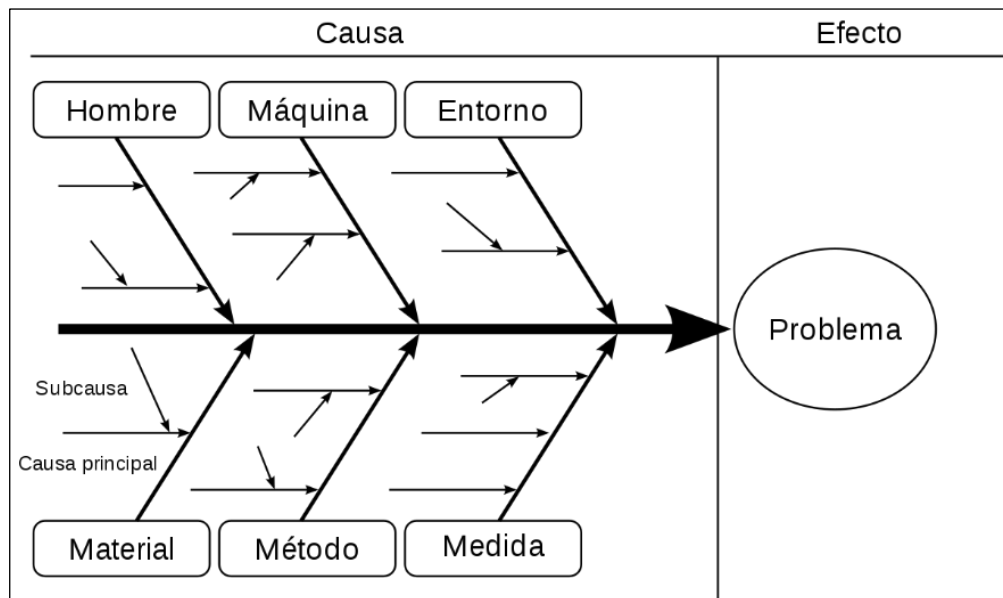 Causa
Efecto
Hombre
Máquina
Entorno
Problema
Subcausa
Causa principal
Material
Método
Medida